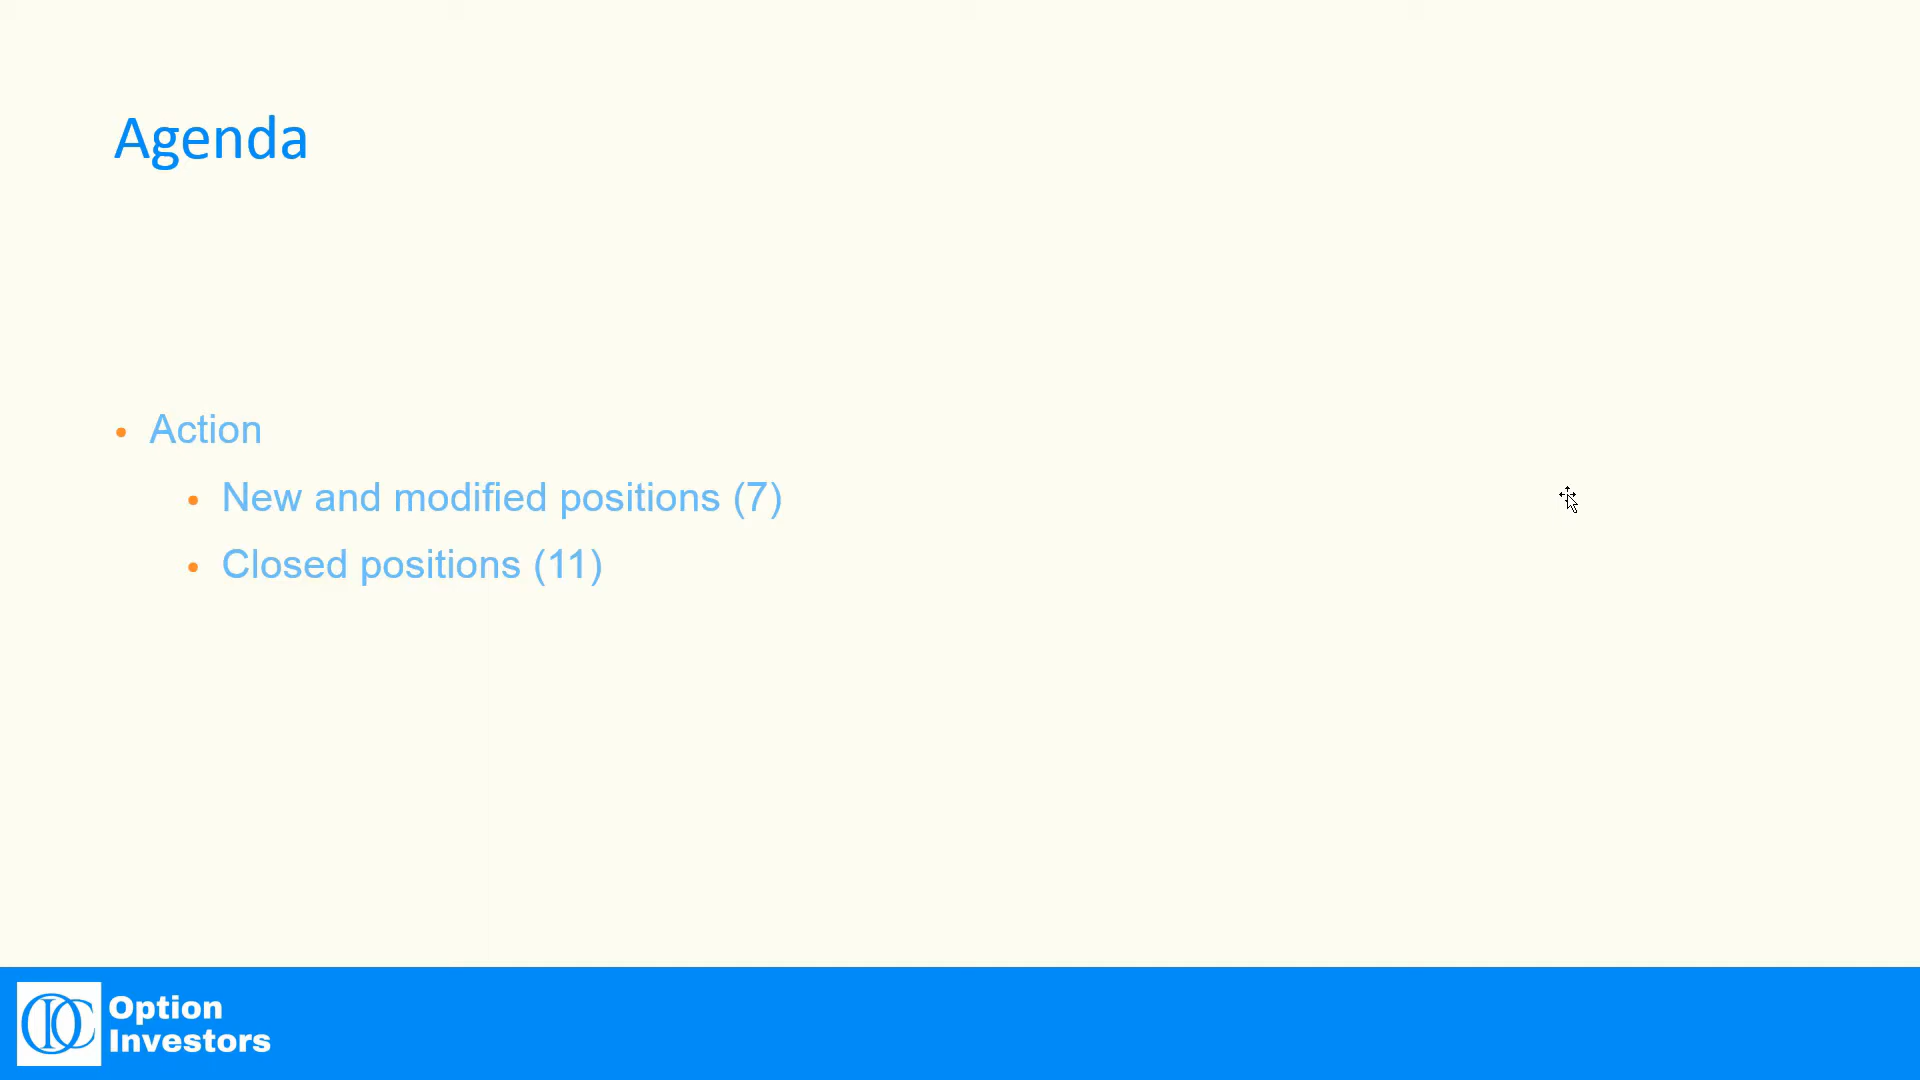 Agenda
• Action
• New and modified positions (7)
• Closed positions (11)
Option
Investors